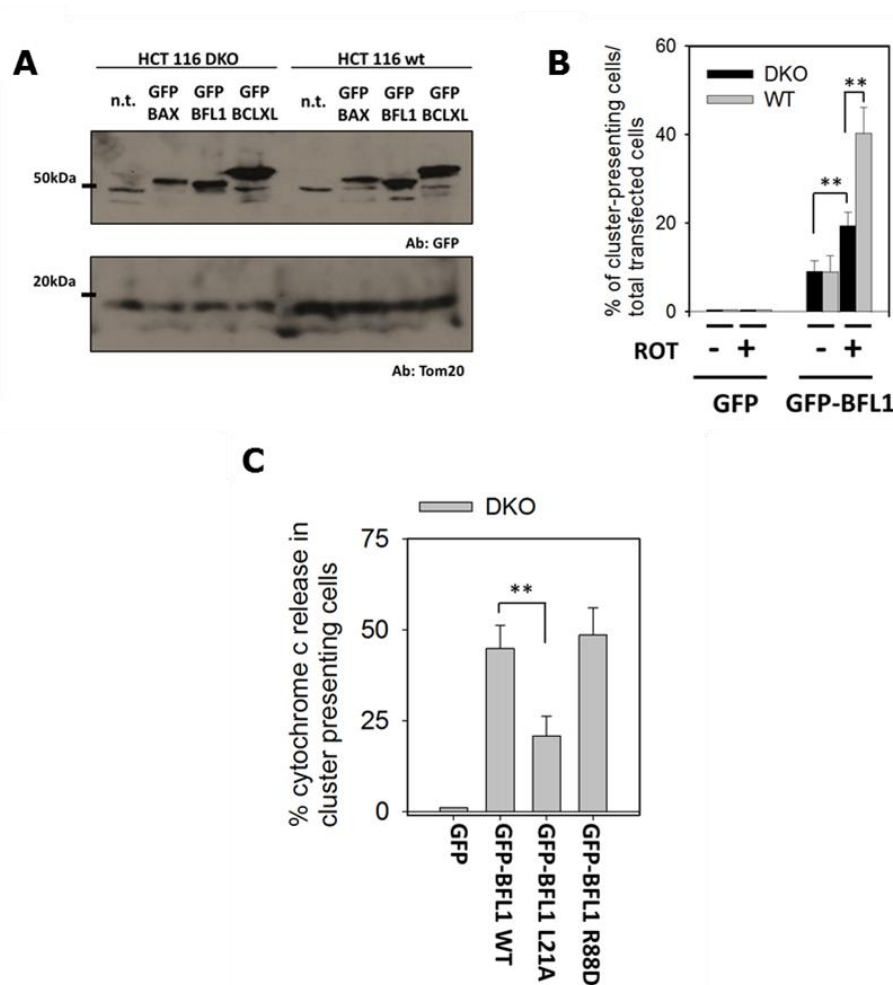 A
HCT 116 DKO HCT 116 wt
n.t. GFP BAX GFP BFL1 GFP BCLXL n.t. GFP BAX GFP BFL1 GFP BCLXL
50kDa
Ab: GFP
20kDa
Ab: Tom20
B
% of cluster-presenting cells/
total transfected cells
60
40
20
0
DKO
WT
**
**
ROT - + - +
GFP GFP-BFL1
C
DKO
% cytochrome c release in
cluster presenting cells
75
50
25
0
**
GFP
GFP-BFL1 WT
GFP-BFL1 L21A
GFP-BFL1 R88D